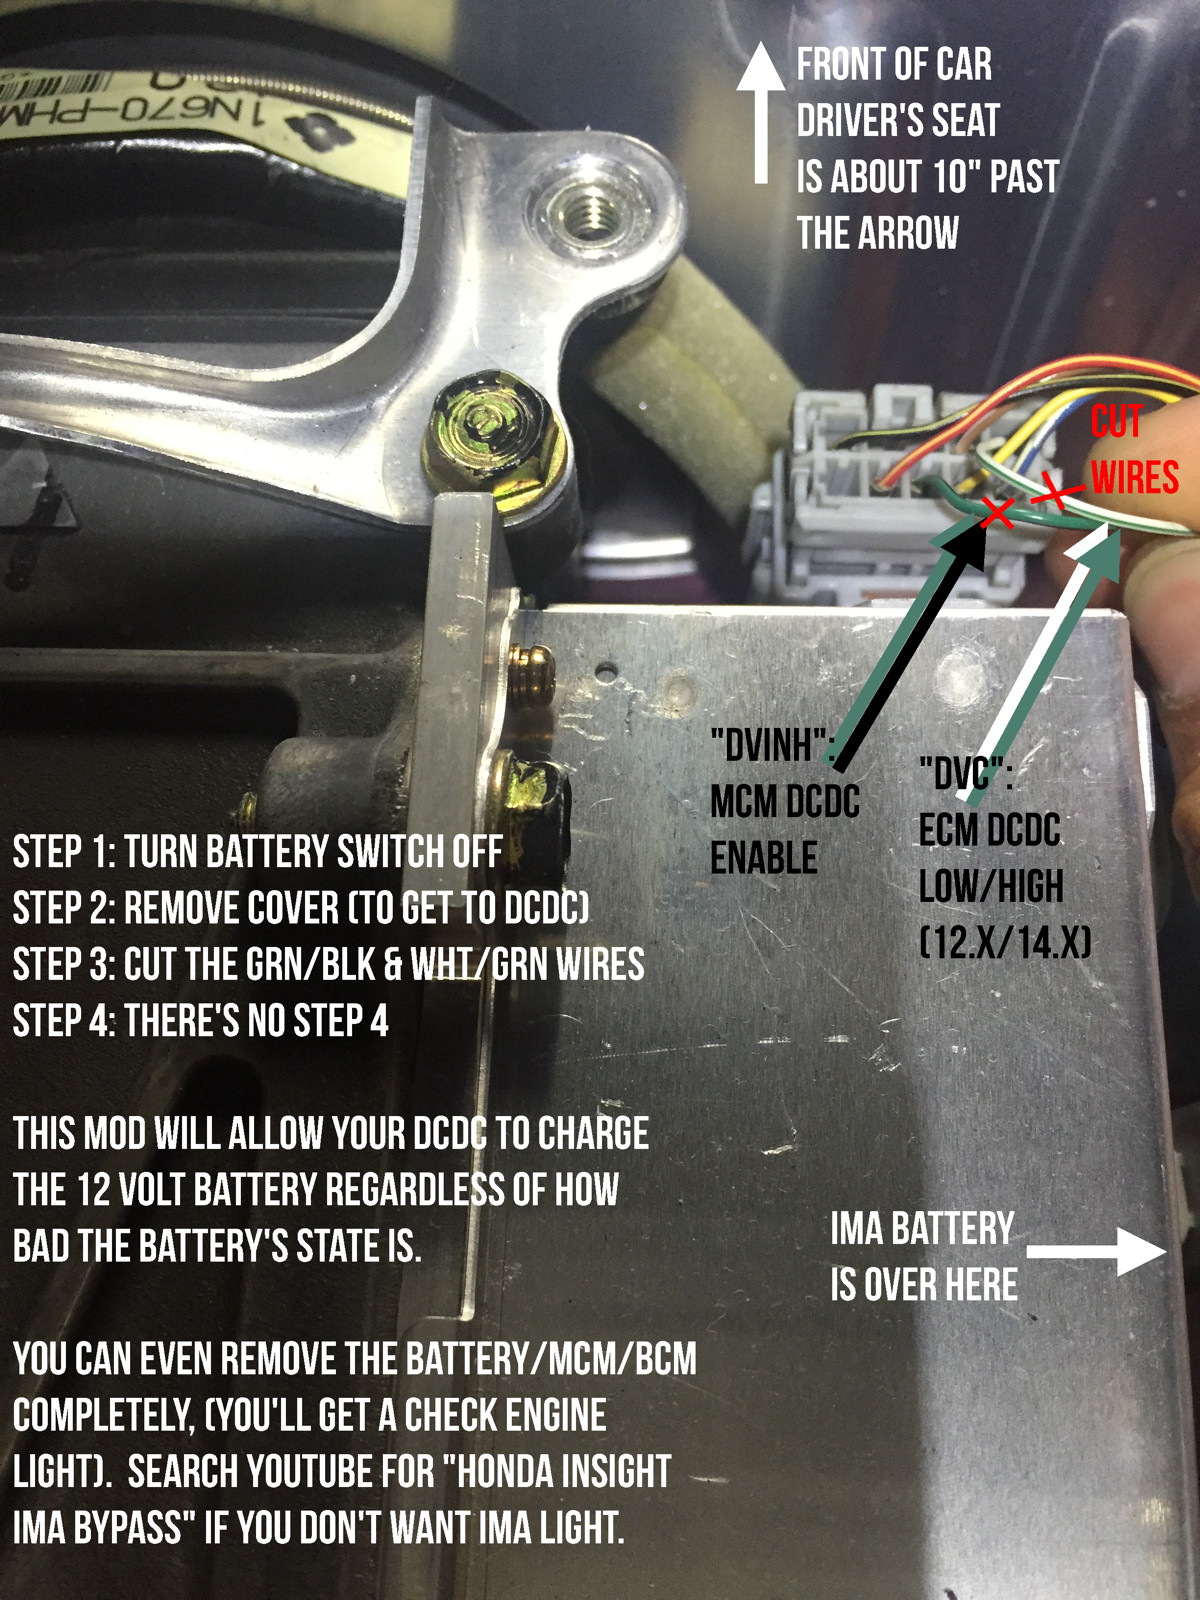 1N670-PHM
FRONT OF CAR
DRIVER'S SEAT
IS ABOUT 10" PAST
THE ARROW
CUT
WIRES
"DVINH":
MCM DCDC
ENABLE
"DVC":
ECM DCDC
LOW/HIGH
(12.X/14.X)
STEP 1: TURN BATTERY SWITCH OFF
STEP 2: REMOVE COVER (TO GET TO DCDC)
STEP 3: CUT THE GRN/BLK & WHT/GRN WIRES
STEP 4: THERE'S NO STEP 4
THIS MOD WILL ALLOW YOUR DCDC TO CHARGE
THE 12 VOLT BATTERY REGARDLESS OF HOW
BAD THE BATTERY'S STATE IS.
IMA BATTERY
IS OVER HERE
YOU CAN EVEN REMOVE THE BATTERY/MCM/BCM
COMPLETELY, (YOU'LL GET A CHECK ENGINE
LIGHT). SEARCH YOUTUBE FOR "HONDA INSIGHT
IMA BYPASS" IF YOU DON'T WANT IMA LIGHT.